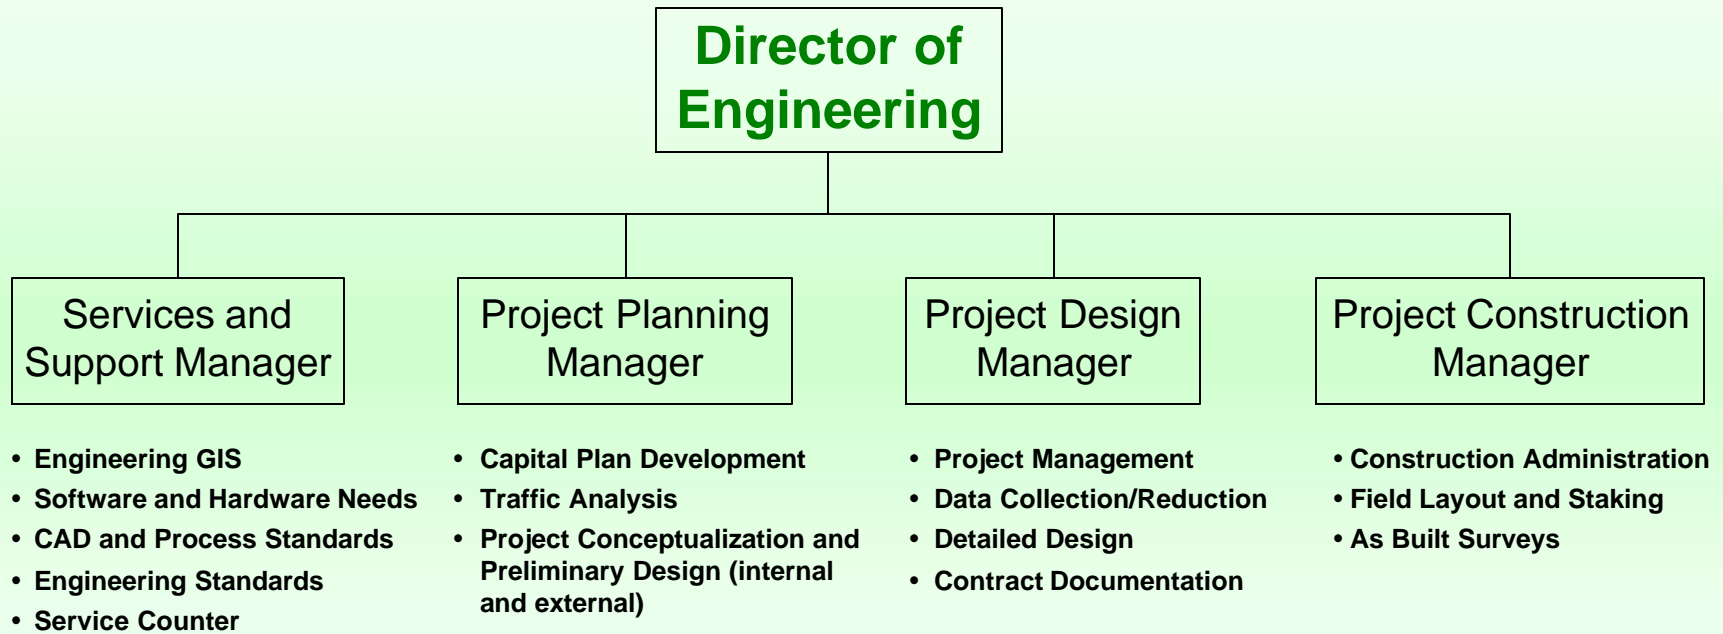 Director of
Engineering
Services and
Support Manager
Project Planning
Manager
Project Design
Manager
Project Construction
Manager
• Engineering GIS
• Software and Hardware Needs
• CAD and Process Standards
• Engineering Standards
• Service Counter
• Capital Plan Development
• Traffic Analysis
• Project Conceptualization and
Preliminary Design (internal
and external)
• Project Management
• Data Collection/Reduction
• Detailed Design
• Contract Documentation
• Construction Administration
• Field Layout and Staking
• As Built Surveys